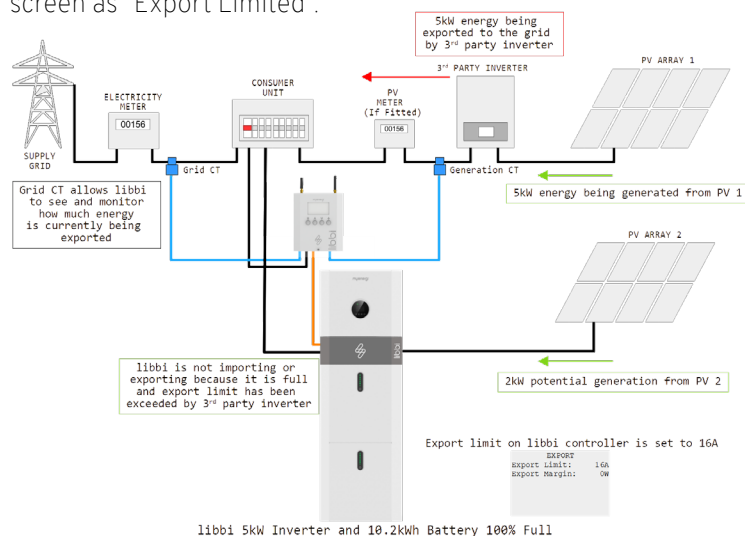 screen as "Export Limited".
5kW energy being
exported to the grid
by 3rd party inverter
PV ARRAY 1
3rd PARTY INVERTER
CONSUMER
UNIT
PV
METER
(If Fitted)
ELECTRICITY
METER
00156
00156
SUPPLY
GRID
Grid CT
Generation CT
Grid CT allows libbi
to see and monitor
how much energy
is currently being
exported
5kW energy being generated from PV 1
libbi
PV ARRAY 2
libbi
libbi is not importing or
exporting because it is full
and export limit has been
exceeded by 3rd party inverter
2kW potential generation from PV 2
Export limit on libbi controller is set to 16A
EXPORT
Export Limit: 16A
Export Margin: 0W
libbi 5kW Inverter and 10.2kWh Battery 100% Full